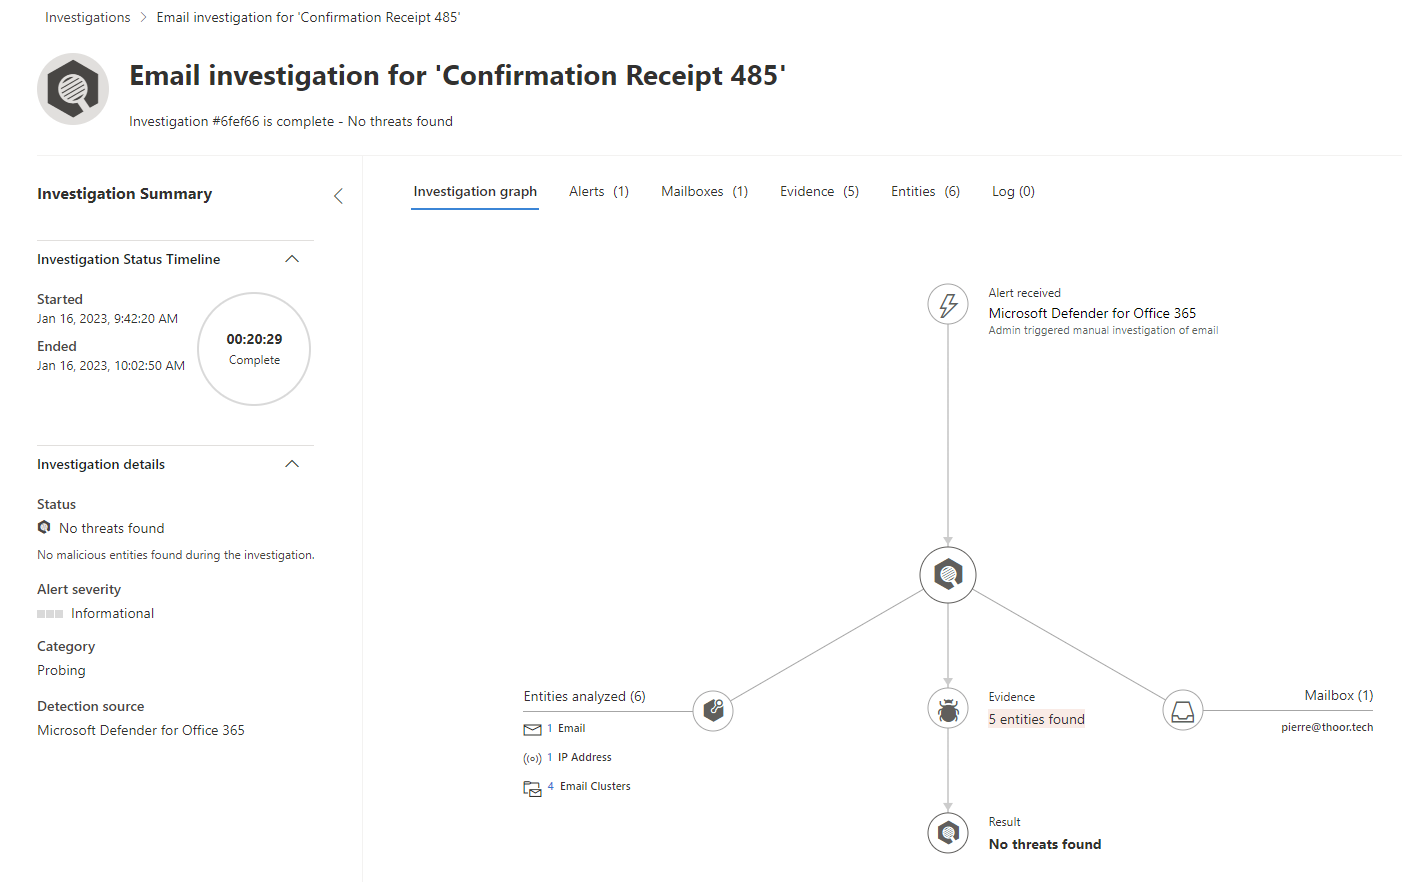 Investigations > Email investigation for 'Confirmation Receipt 485'
Email investigation for 'Confirmation Receipt 485'
Investigation #6fef66 is complete - No threats found
Investigation Summary
Investigation Status Timeline
Started
Jan 16, 2023, 9:42:20 AM
Ended
Jan 16, 2023, 10:02:50 AM
00:20:29
Complete
Investigation details
Status
No threats found
No malicious entities found during the investigation.
Alert severity
Informational
Category
Probing
Detection source
Microsoft Defender for Office 365
Investigation graph Alerts (1) Mailboxes (1) Evidence (5) Entities (6) Log (0)
Alert received
Microsoft Defender for Office 365
Admin triggered manual investigation of email
Entities analyzed (6)
1 Email
1 IP Address
4 Email Clusters
Evidence
5 entities found
Mailbox (1)
pierre@thoor.tech
Result
No threats found